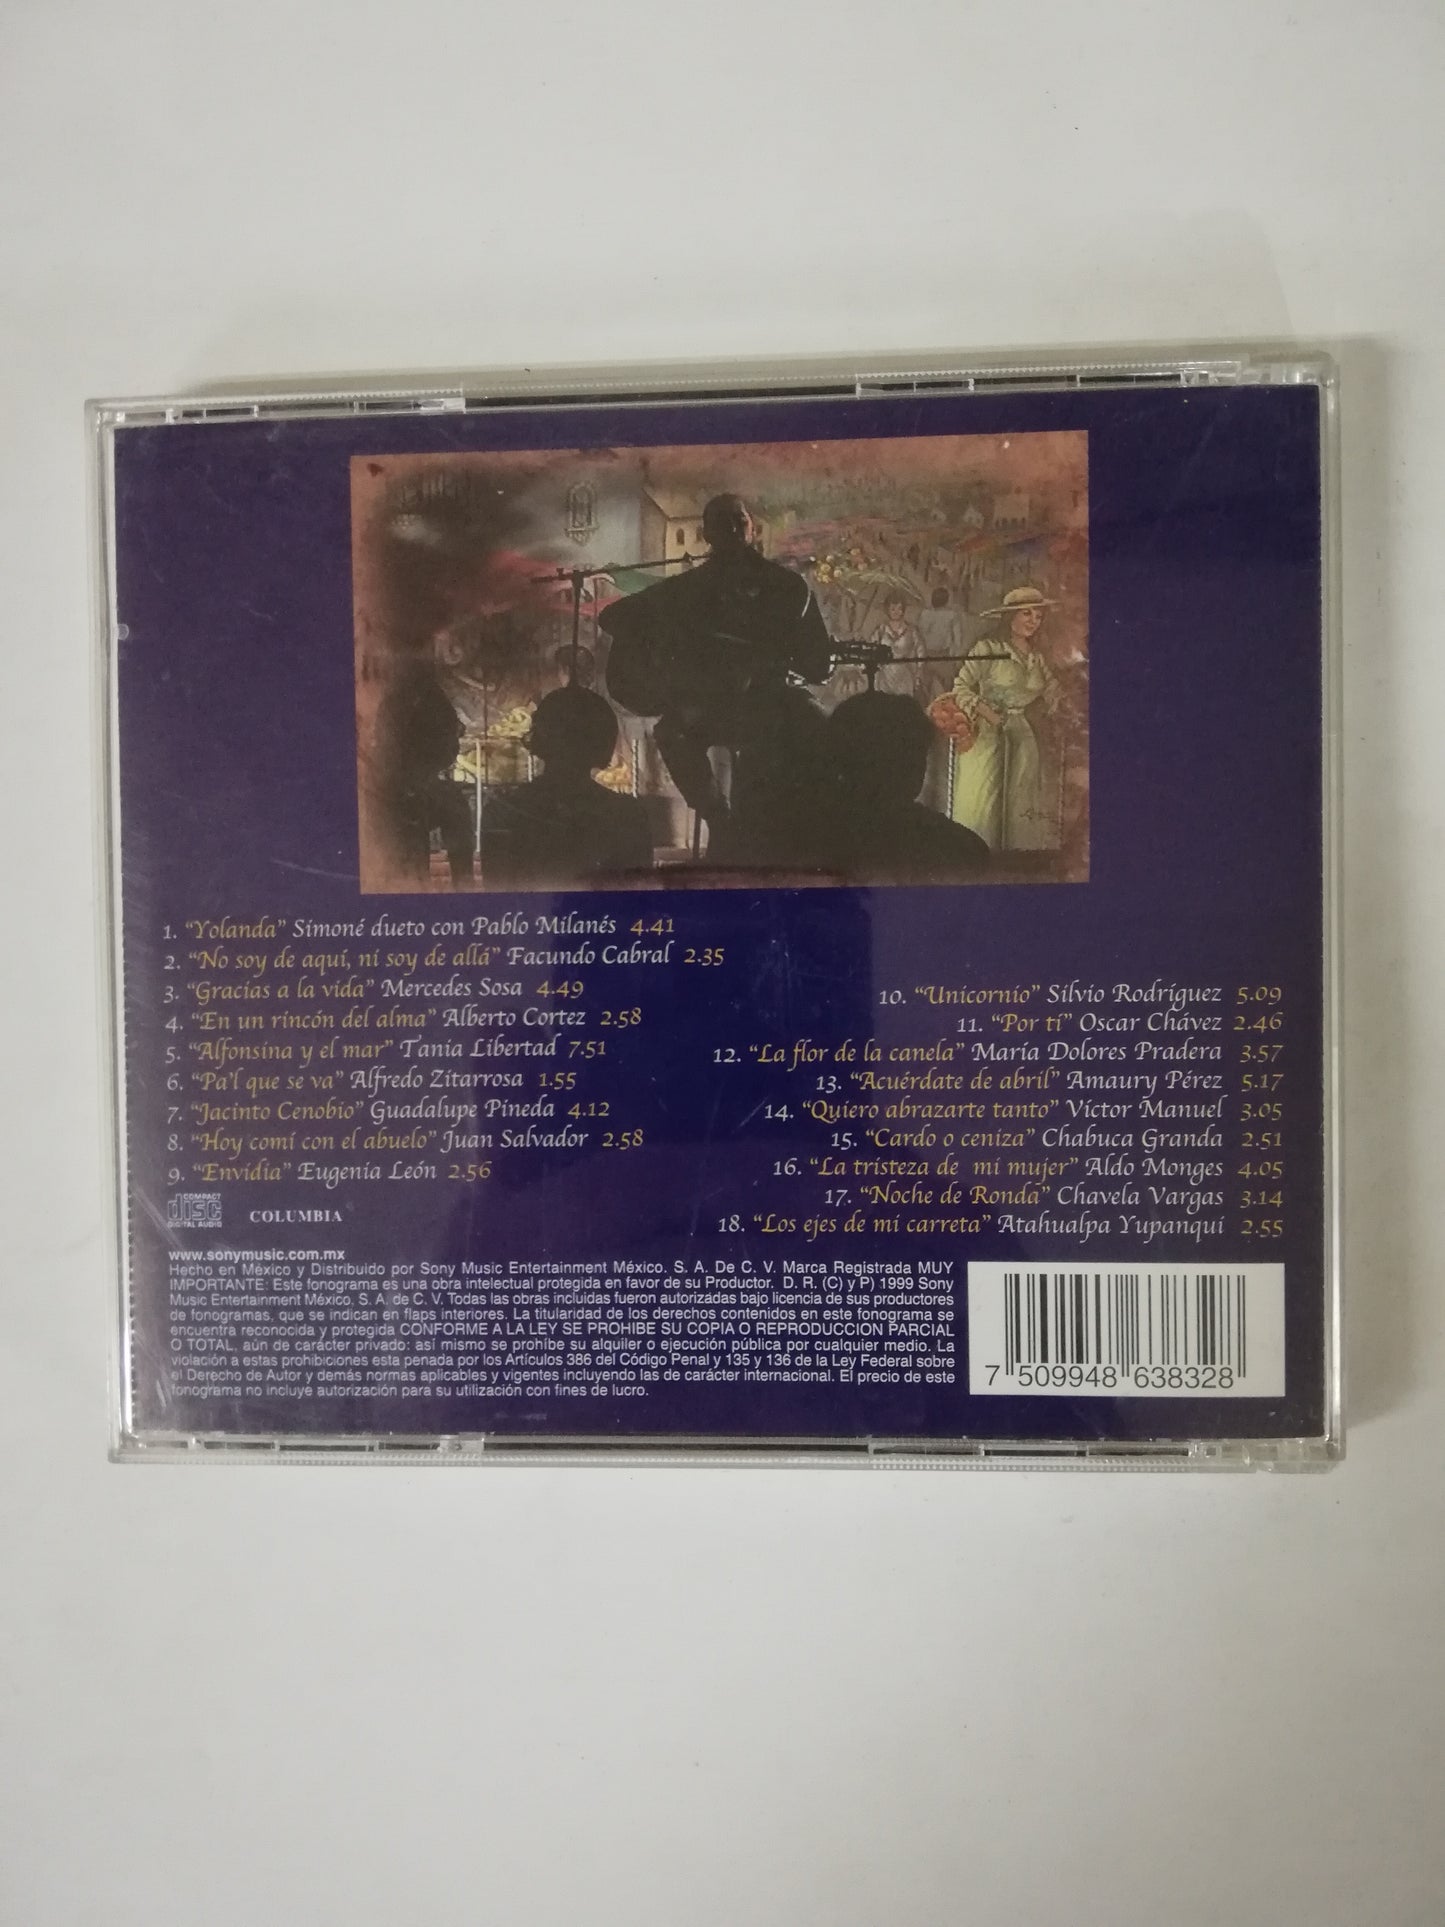 1. “Yolanda” Simoné dueto con Pablo Milanés 4.41
2. “No soy de aquí, ni soy de allá” Facundo Cabral 2.35
3. “Gracias a la vida” Mercedes Sosa 4.49
4. “En un rincón del alma” Alberto Cortez 2.58
5. “Alfonsina y el mar” Tania Libertad 7.51
6. “Pa'l que se va” Alfredo Zitarrosa 1.55
7. “Jacinto Cenobio” Guadalupe Pineda 4.12
8. “Hoy comí con el abuelo” Juan Salvador 2.58
9. “Envidia” Eugenia León 2.56
10. “Unicornio” Silvio Rodríguez 5.09
11. “Por tí” Oscar Chávez 2.46
12. “La flor de la canela” María Dolores Pradera 3.57
13. “Acuérdate de abril” Amaury Pérez 5.17
14. “Quiero abrazarte tanto” Víctor Manuel 3.05
15. “Cardo o ceniza” Chabuca Granda 2.51
16. “La tristeza de mi mujer” Aldo Monges 4.05
17. “Noche de Ronda” Chavela Vargas 3.14
18. “Los ejes de mi carreta” Atahualpa Yupanqui 2.55
COMPACT
disc
DIGITAL AUDIO
COLUMBIA
www.sonymusic.com.mx
Hecho en México y Distribuido por Sony Music Entertainment México. S. A. De C. V. Marca Registrada MUY
IMPORTANTE: Este fonograma es una obra intelectual protegida en favor de su Productor. D. R. (C) y P) 1999 Sony
Music Entertainment México, S. A. de C. V. Todas las obras incluidas fueron autorizadas bajo licencia de sus productores
de fonogramas, que se indican en flaps interiores. La titularidad de los derechos contenidos en este fonograma se
encuentra reconocida y protegida CONFORME A LA LEY SE PROHIBE SU COPIA O REPRODUCCION PARCIAL
O TOTAL, aún de carácter privado: así mismo se prohíbe su alquiler o ejecución pública por cualquier medio. La
violación a estas prohibiciones esta penada por los Artículos 386 del Código Penal y 135 y 136 de la Ley Federal sobre
el Derecho de Autor y demás normas aplicables y vigentes incluyendo las de carácter internacional. El precio de este
fonograma no incluye autorización para su utilización con fines de lucro.
7 509948 638328